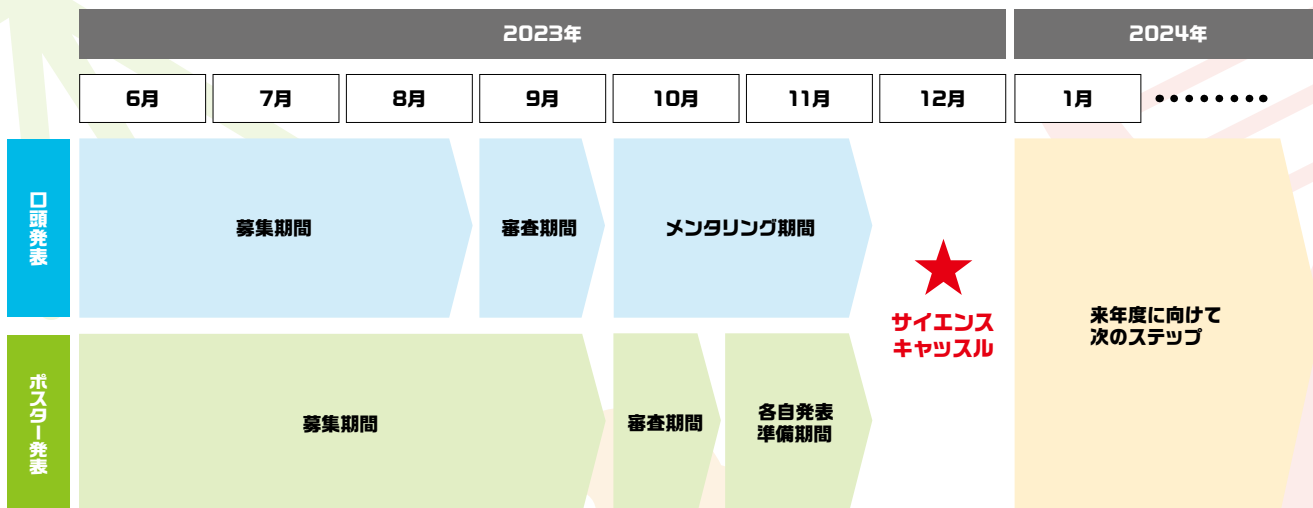 2023年
2024年
6月
7月
8月
9月
10月
11月
12月
1月
••••••••
口頭発表
募集期間
審査期間
メンタリング期間
サイエンス
キャッスル
来年度に向けて
次のステップ
ポスター発表
募集期間
審査期間
各自発表
準備期間